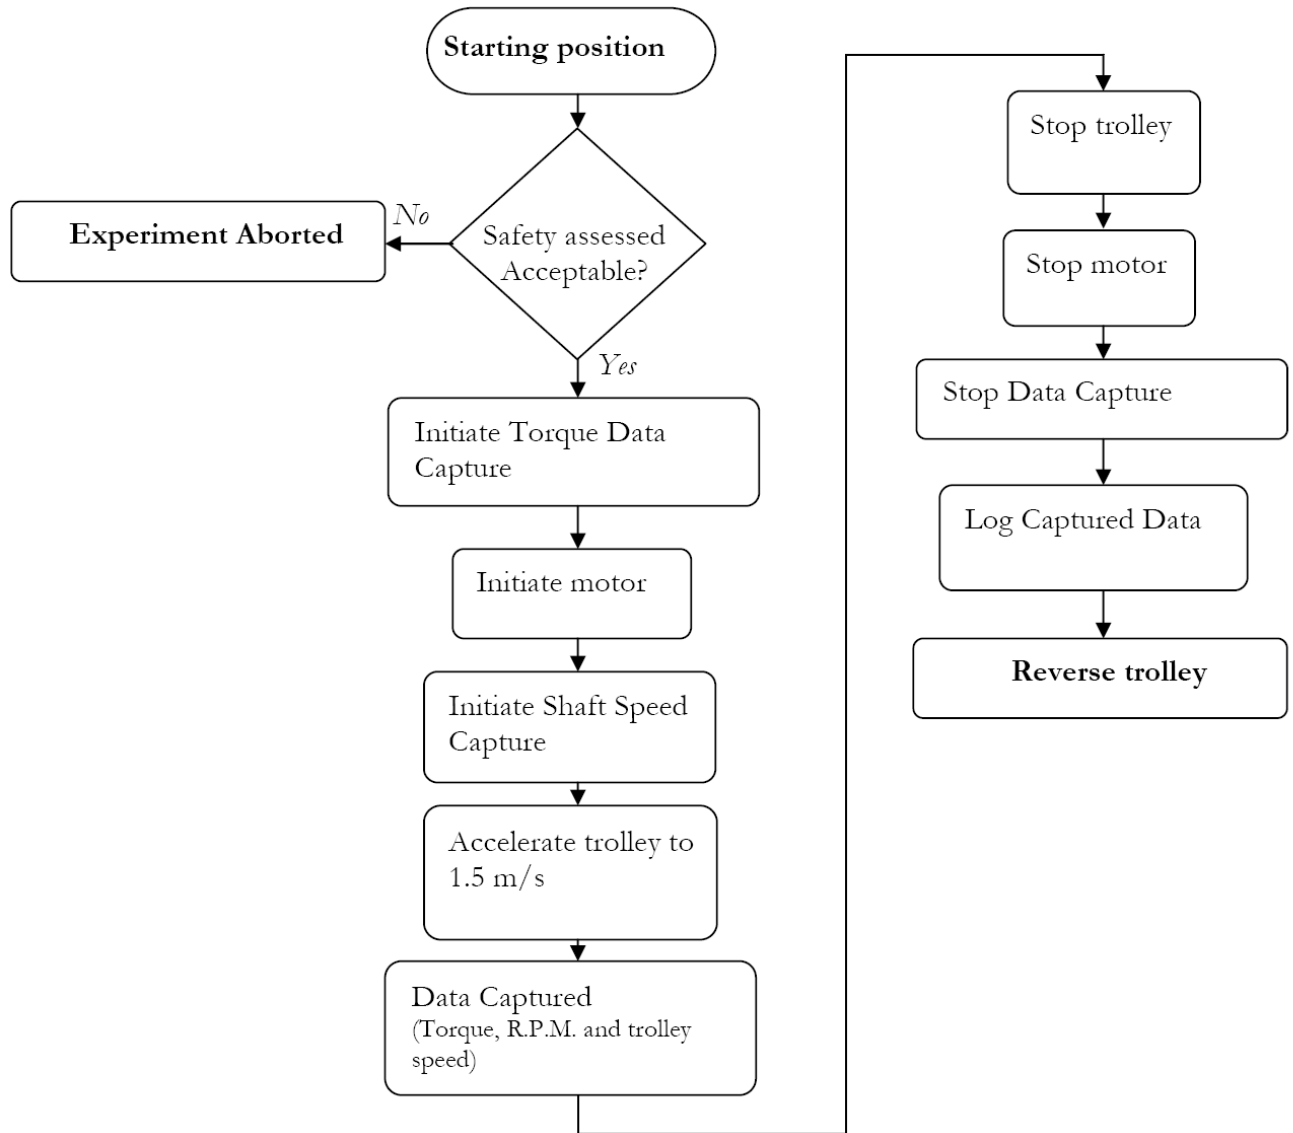 Starting position
Safety assessed
Acceptable?
No
Experiment Aborted
Yes
Initiate Torque Data
Capture
Initiate motor
Initiate Shaft Speed
Capture
Accelerate trolley to
1.5 m/s
Data Captured
(Torque, R.P.M. and trolley
speed)
Stop trolley
Stop motor
Stop Data Capture
Log Captured Data
Reverse trolley